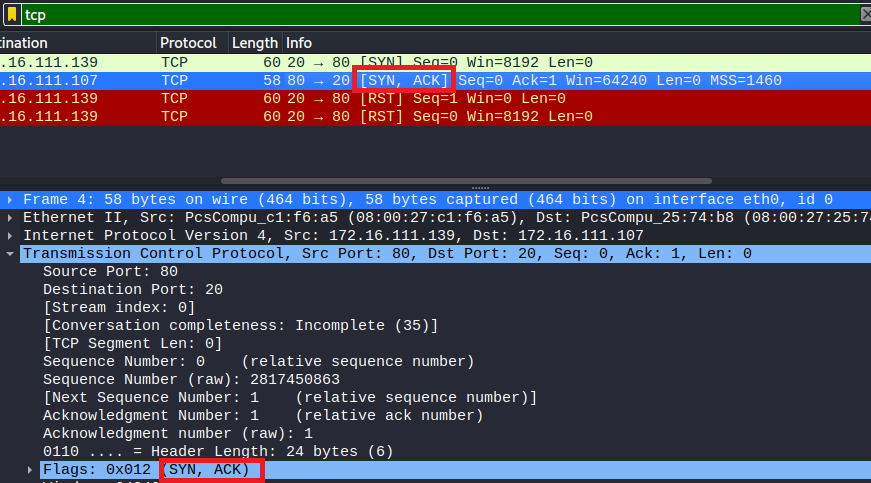 tcp
tination Protocol Length Info
.16.111.139 TCP 60 20 → 80 [SYN] Seq=0 Win=8192 Len=0
.16.111.107 TCP 58 80 → 20 [SYN, ACK] Seq=0 Ack=1 Win=64240 Len=0 MSS=1460
.16.111.139 TCP 60 20 → 80 [RST] Seq=1 Win=0 Len=0
.16.111.139 TCP 60 20 → 80 [RST] Seq=0 Win=8192 Len=0
Frame 4: 58 bytes on wire (464 bits), 58 bytes captured (464 bits) on interface eth0, id 0
Ethernet II, Src: PcsCompu_c1:f6:a5 (08:00:27:c1:f6:a5), Dst: PcsCompu_25:74:b8 (08:00:27:25:74
Internet Protocol Version 4, Src: 172.16.111.139, Dst: 172.16.111.107
Transmission Control Protocol, Src Port: 80, Dst Port: 20, Seq: 0, Ack: 1, Len: 0
Source Port: 80
Destination Port: 20
[Stream index: 0]
[Conversation completeness: Incomplete (35)]
[TCP Segment Len: 0]
Sequence Number: 0 (relative sequence number)
Sequence Number (raw): 2817450863
[Next Sequence Number: 1 (relative sequence number)]
Acknowledgment Number: 1 (relative ack number)
Acknowledgment number (raw): 1
0110 .... = Header Length: 24 bytes (6)
Flags: 0x012 (SYN, ACK)